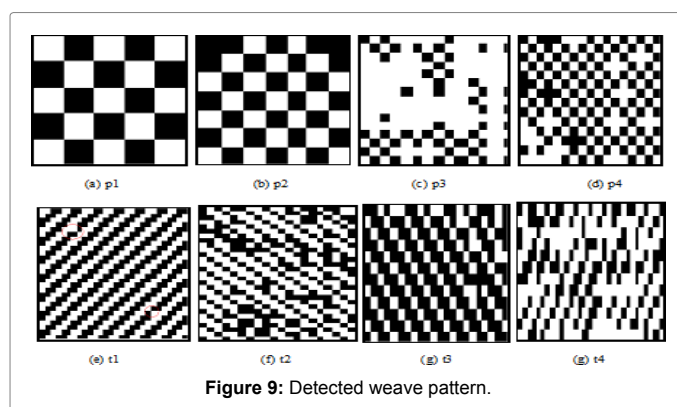 (a) p1 (b) p2 (c) p3 (d) p4
(e) t1 (f) t2 (g) t3 (g) t4
Figure 9: Detected weave pattern.